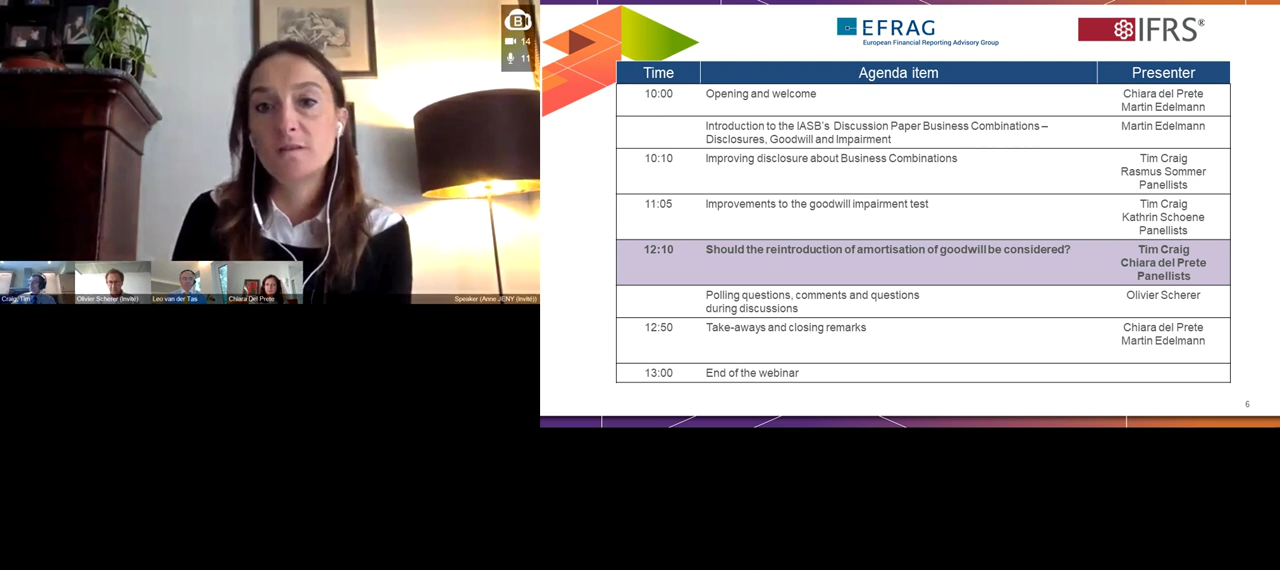 B
14
11
Craig, Tim
Olivier Scherer (Invité)
Leo van der Tas
Chiara Del Prete
Speaker (Anne JENY (Invité))
EFRAG
European Financial Reporting Advisory Group
IFRS®
Time Agenda item Presenter
10:00 Opening and welcome Chiara del Prete
Martin Edelmann
Introduction to the IASB's Discussion Paper Business Combinations – Martin Edelmann
Disclosures, Goodwill and Impairment
10:10 Improving disclosure about Business Combinations Tim Craig
Rasmus Sommer
Panellists
11:05 Improvements to the goodwill impairment test Tim Craig
Kathrin Schoene
Panellists
12:10 Should the reintroduction of amortisation of goodwill be considered? Tim Craig
Chiara del Prete
Panellists
Polling questions, comments and questions Olivier Scherer
during discussions
12:50 Take-aways and closing remarks Chiara del Prete
Martin Edelmann
13:00 End of the webinar
6